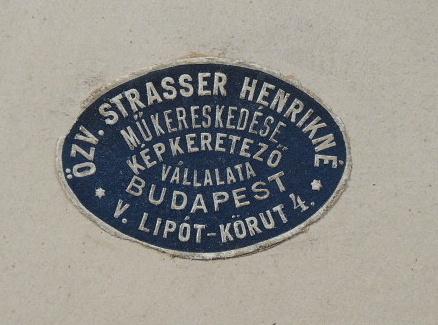 ÖZV. STRASSER HENRIKNÉ
MŰKERESKEDÉSE
KÉPKERETEZŐ
VÁLLALATA
BUDAPEST
V. LIPÓT-KÖRUT 4.